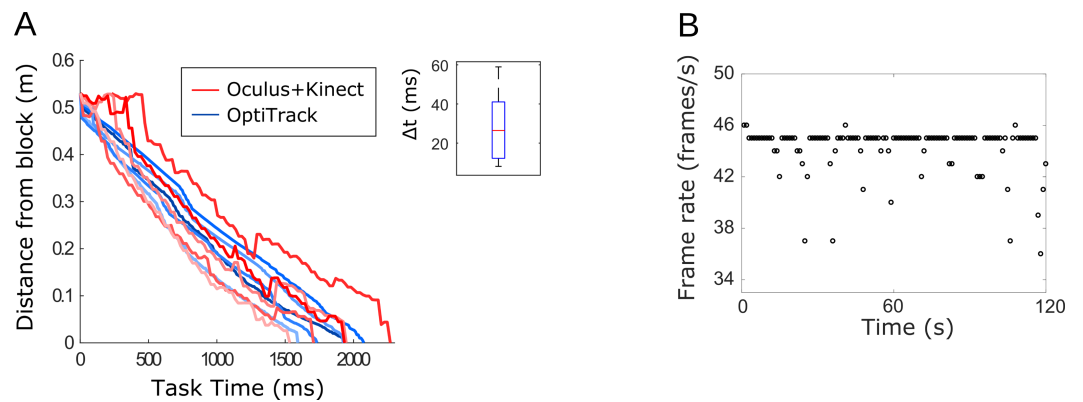 A
Distance from block (m)
0.6
0.5
0.4
0.3
0.2
0.1
0
0
500
1000
1500
2000
Task Time (ms)
Oculus+Kinect
OptiTrack
Δt (ms)
60
40
20
B
Frame rate (frames/s)
50
46
42
38
34
0
60
120
Time (s)